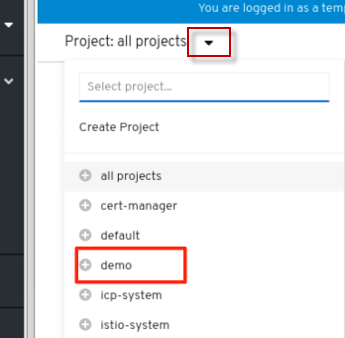 You are logged in as a temp
Project: all projects
Select project...
Create Project
all projects
cert-manager
default
demo
icp-system
istio-system